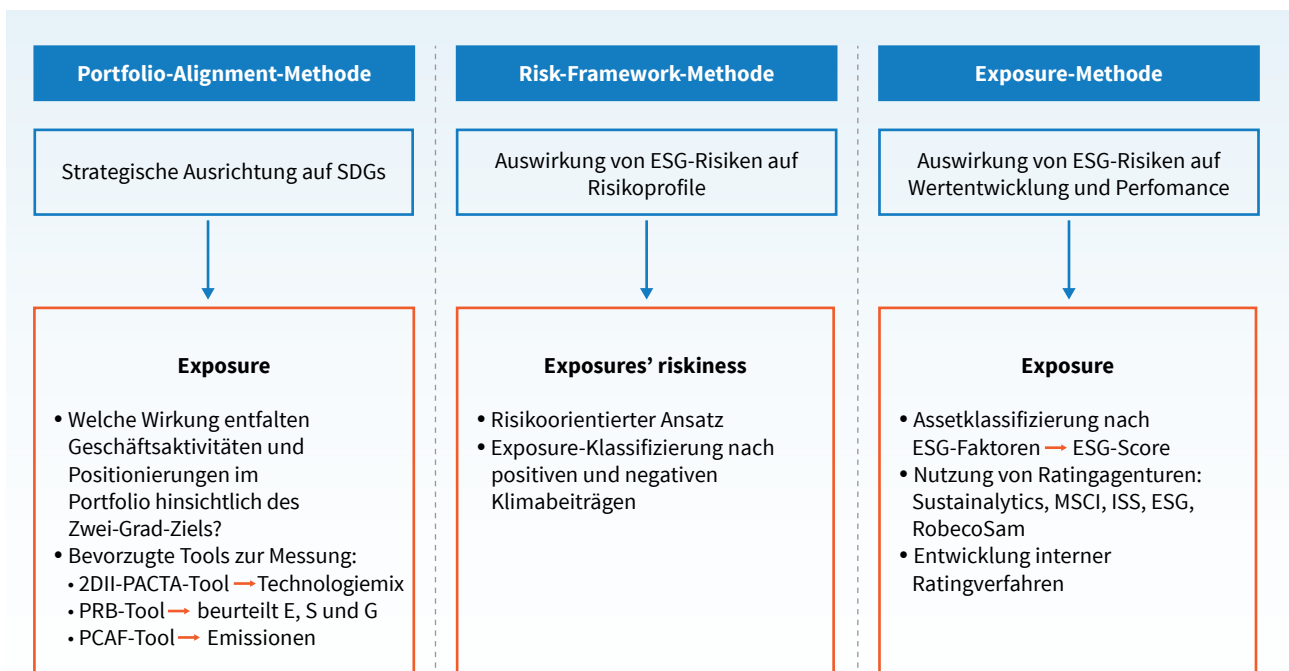 Portfolio-Alignment-Methode
Strategische Ausrichtung auf SDGs
Exposure
• Welche Wirkung entfalten
Geschäftsaktivitäten und
Positionierungen im
Portfolio hinsichtlich des
Zwei-Grad-Ziels?
• Bevorzugte Tools zur Messung:
• 2DII-PACTA-Tool → Technologiemix
• PRB-Tool → beurteilt E, S und G
• PCAF-Tool → Emissionen
Risk-Framework-Methode
Auswirkung von ESG-Risiken auf
Risikoprofile
Exposures’ riskiness
• Risikoorientierter Ansatz
• Exposure-Klassifizierung nach
positiven und negativen
Klimabeiträgen
Exposure-Methode
Auswirkung von ESG-Risiken auf
Wertentwicklung und Perfomance
Exposure
• Assetklassifizierung nach
ESG-Faktoren → ESG-Score
• Nutzung von Ratingagenturen:
Sustainalytics, MSCI, ISS, ESG,
RobecoSam
• Entwicklung interner
Ratingverfahren